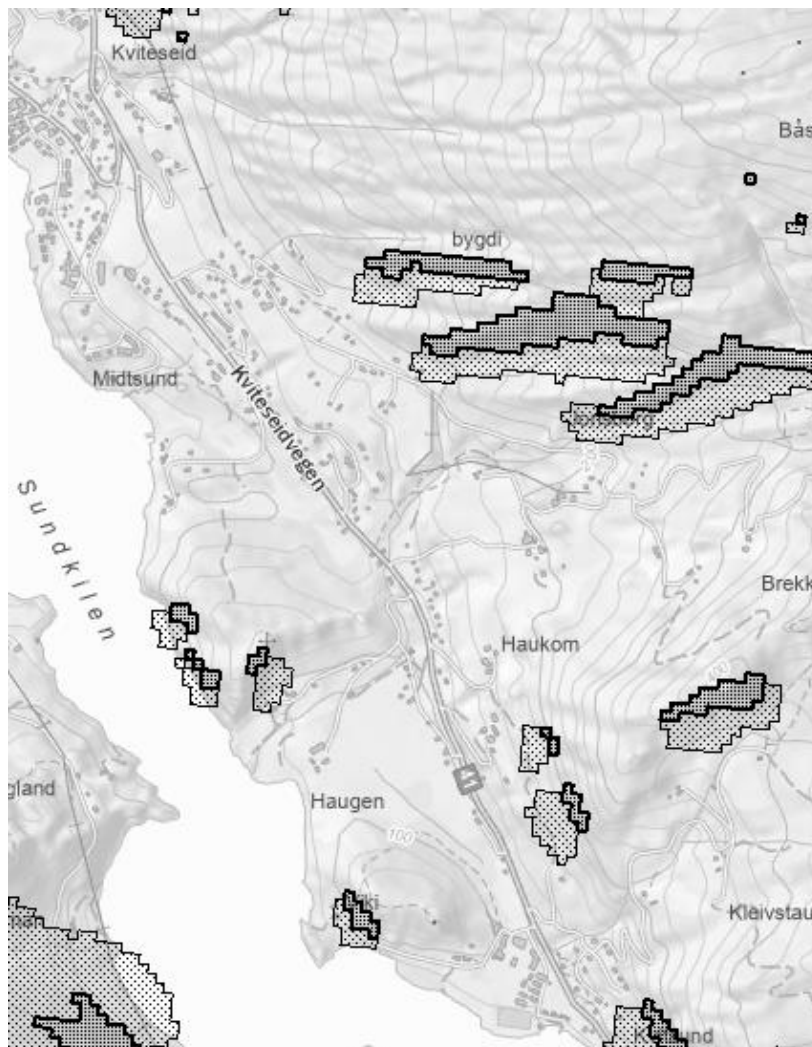 Kviteseid
Bås
bygdi
Midtsund
Kviteseidvegen
Sundkilen
Brekk
Haukom
gland
Haugen
100
Kleivstau